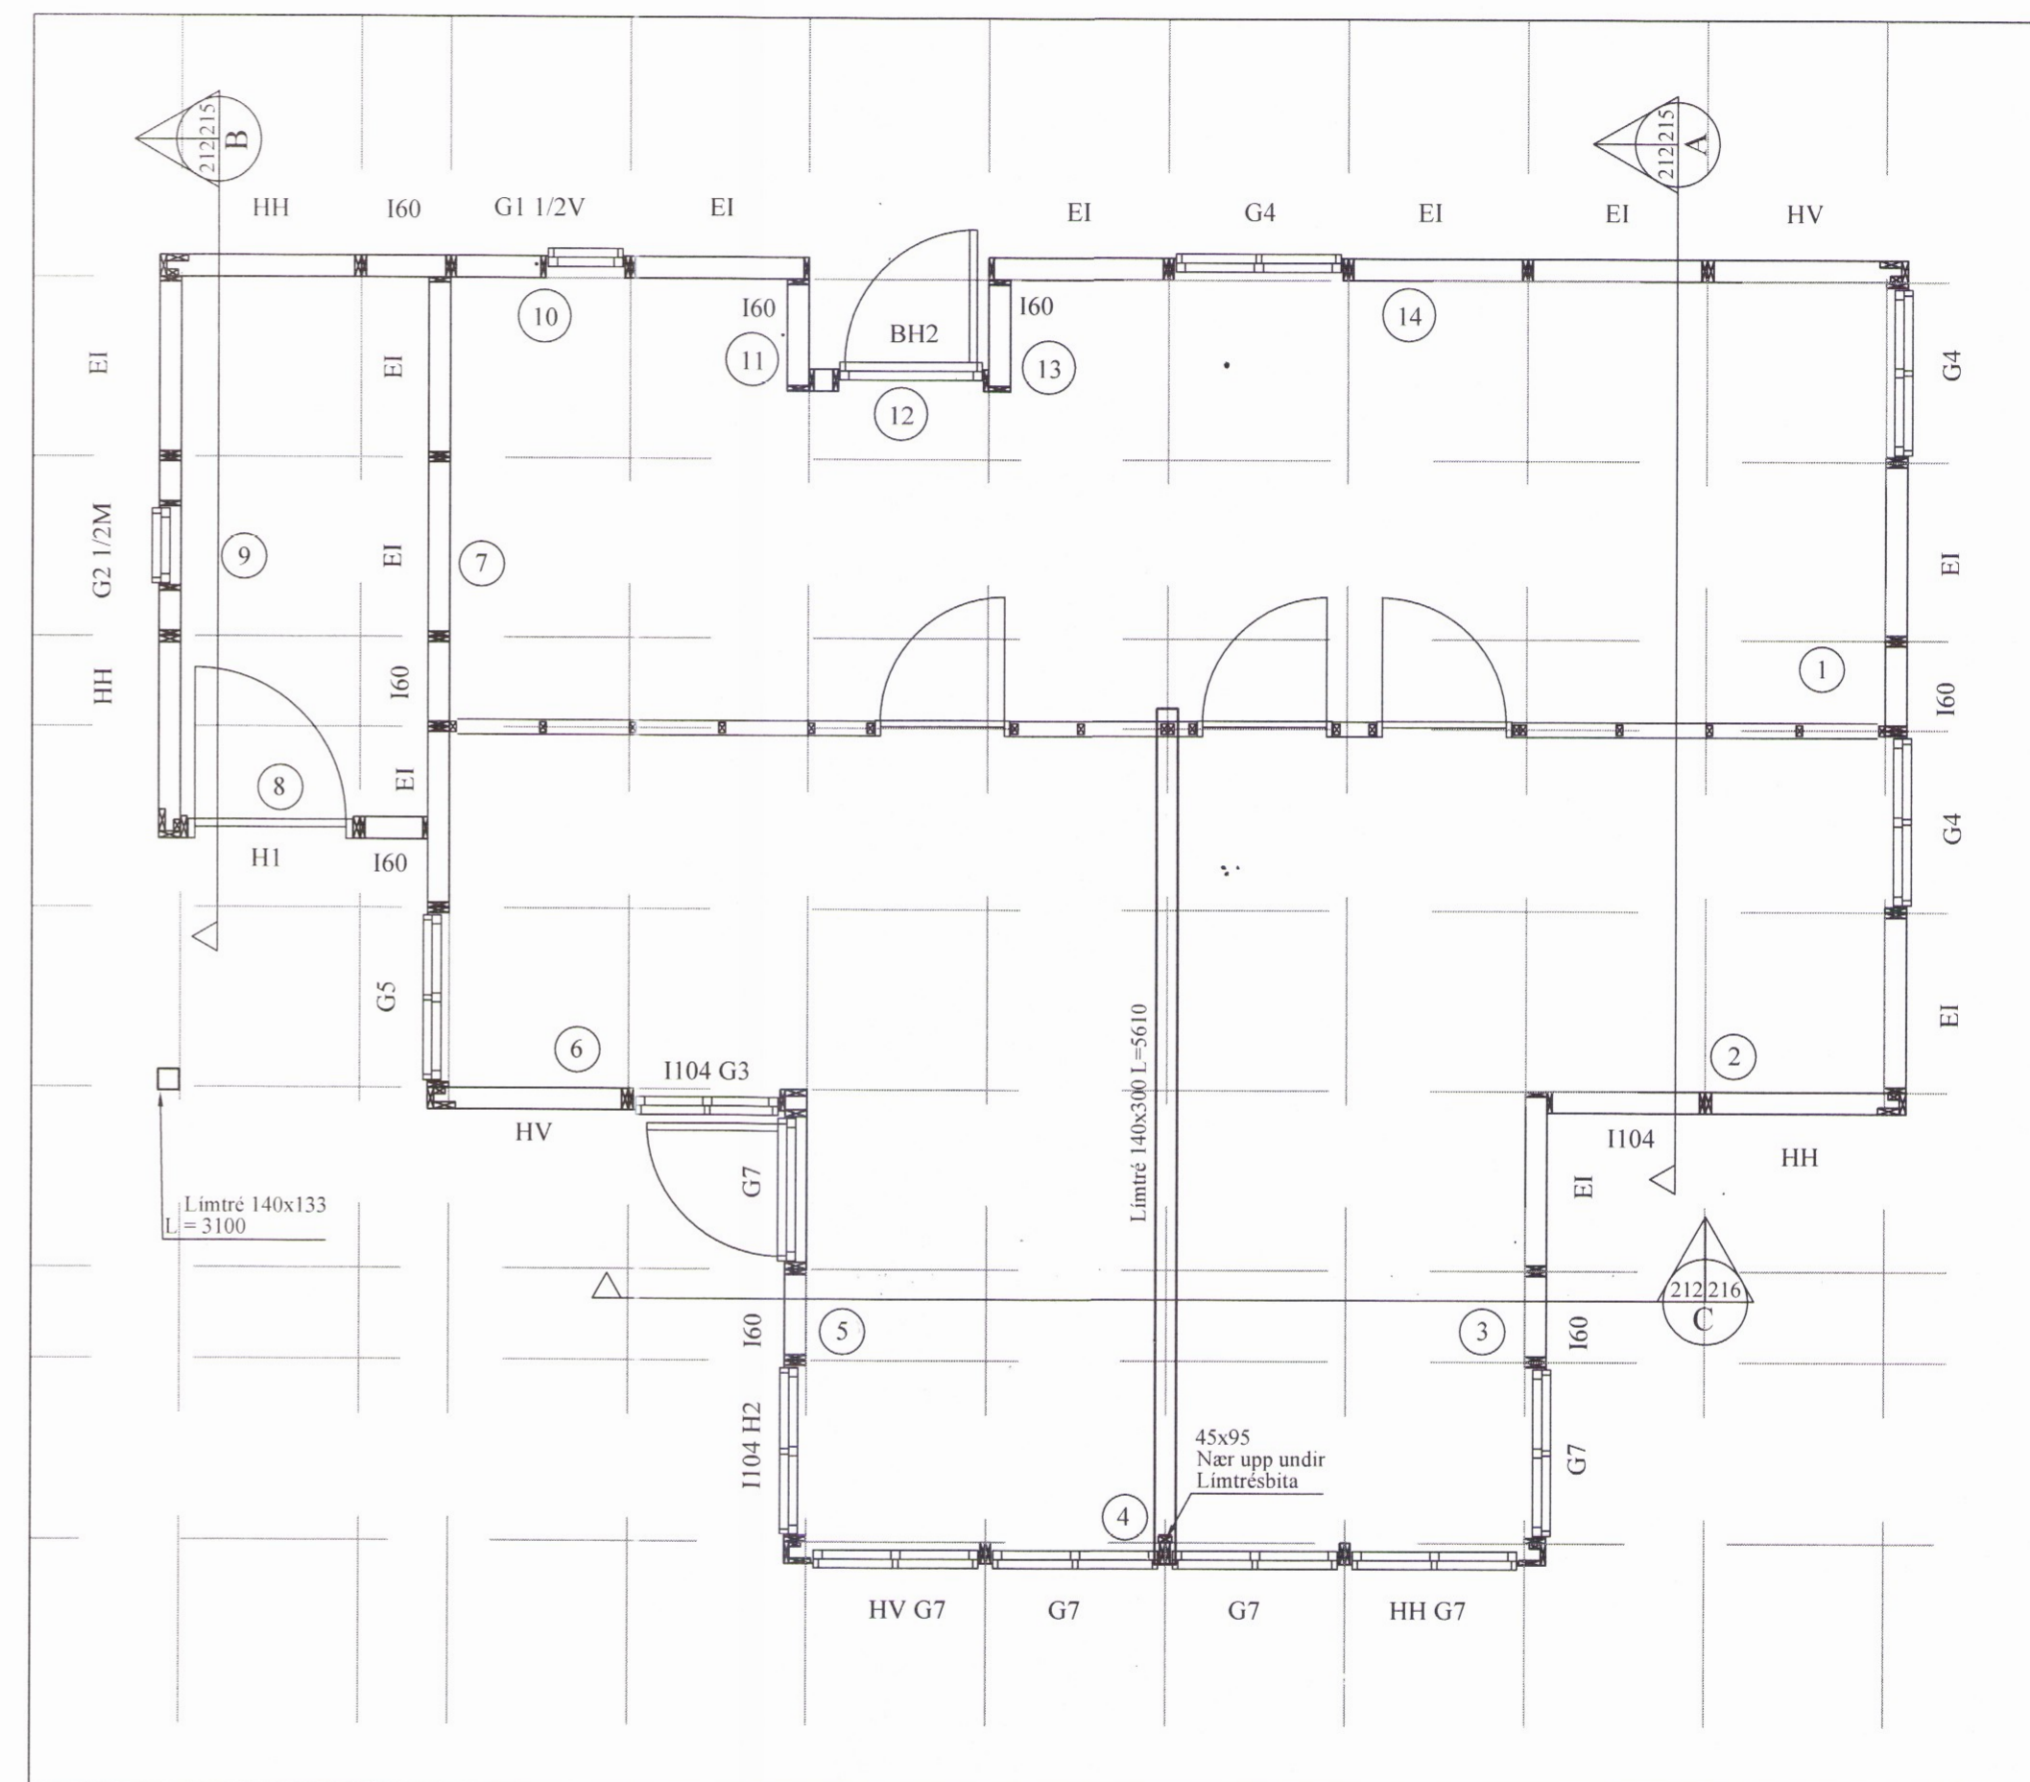 212 215
B
212 215
A
HH
I60
G1 1/2V
EI
EI
G4
EI
EI
HV
EI
EI
I60
BH2
I60
G4
10
11
12
13
14
G2 1/2M
9
EI
7
EI
HH
I60
1
I60
8
EI
G4
H1
I60
G5
6
I104 G3
Límtré 140x300 L=5610
2
EI
HV
I104
HH
G7
EI
Límtré 140x133
L = 3100
212 216
C
I60
5
3
I60
I104 H2
45x95
Nær upp undir
Límtrésbita
G7
4
HV G7
G7
G7
HH G7